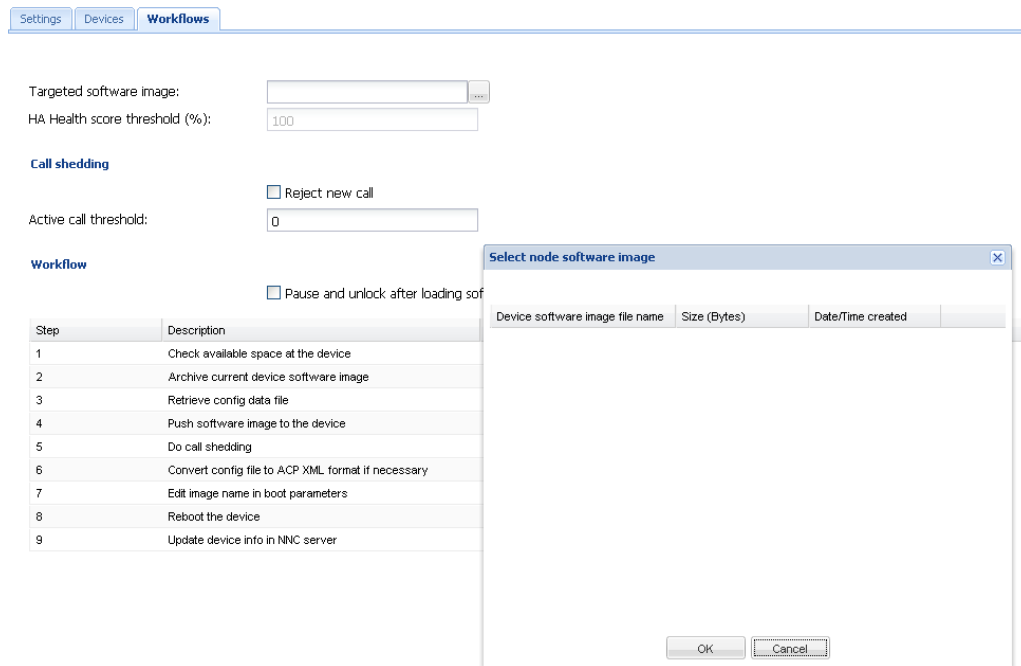 Settings Devices Workflows
Targeted software image: ...
HA Health score threshold (%): 100
Call shedding
Reject new call
Active call threshold: 0
Workflow
Pause and unlock after loading sof
Select node software image
Device software image file name Size (Bytes) Date/Time created
Step Description
1 Check available space at the device
2 Archive current device software image
3 Retrieve config data file
4 Push software image to the device
5 Do call shedding
6 Convert config file to ACP XML format if necessary
7 Edit image name in boot parameters
8 Reboot the device
9 Update device info in NNC server
OK Cancel